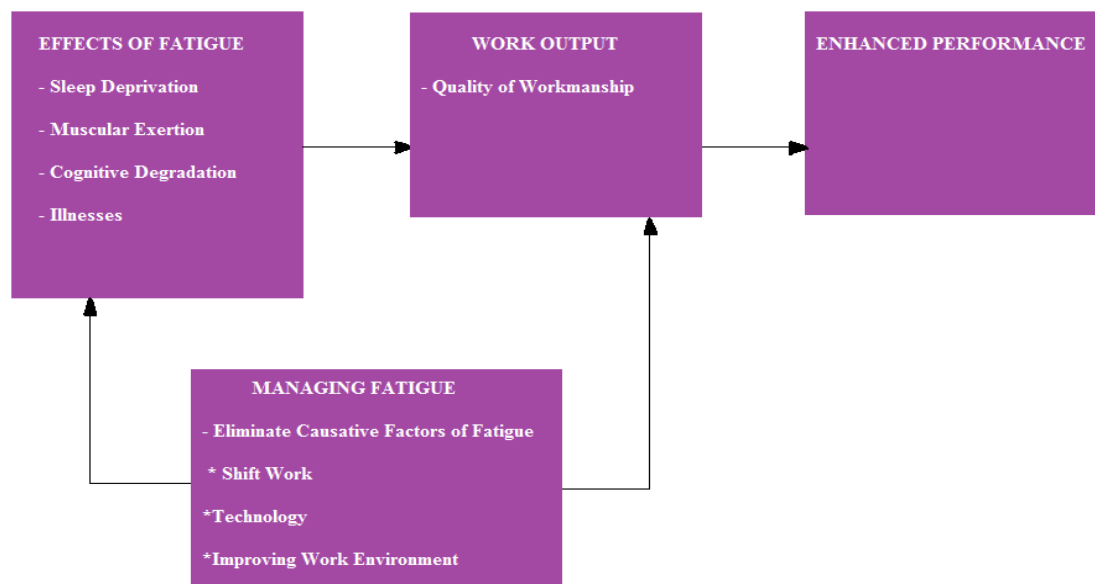 EFFECTS OF FATIGUE
- Sleep Deprivation
- Muscular Exertion
- Cognitive Degradation
- Illnesses
WORK OUTPUT
- Quality of Workmanship
ENHANCED PERFORMANCE
MANAGING FATIGUE
- Eliminate Causative Factors of Fatigue
* Shift Work
*Technology
*Improving Work Environment